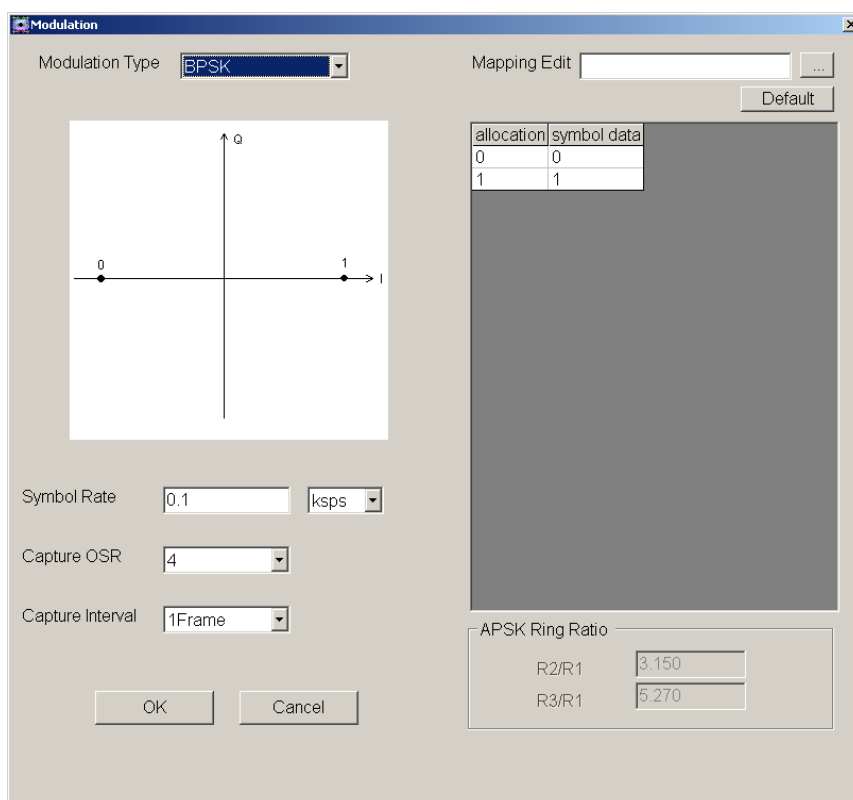 Modulation
Modulation Type BPSK
Mapping Edit ...
Default
Q
0 1
I
allocation symbol data
0 0
1 1
Symbol Rate 0.1 ksps
Capture OSR 4
Capture Interval 1Frame
OK Cancel
APSK Ring Ratio
R2/R1 3.150
R3/R1 5.270